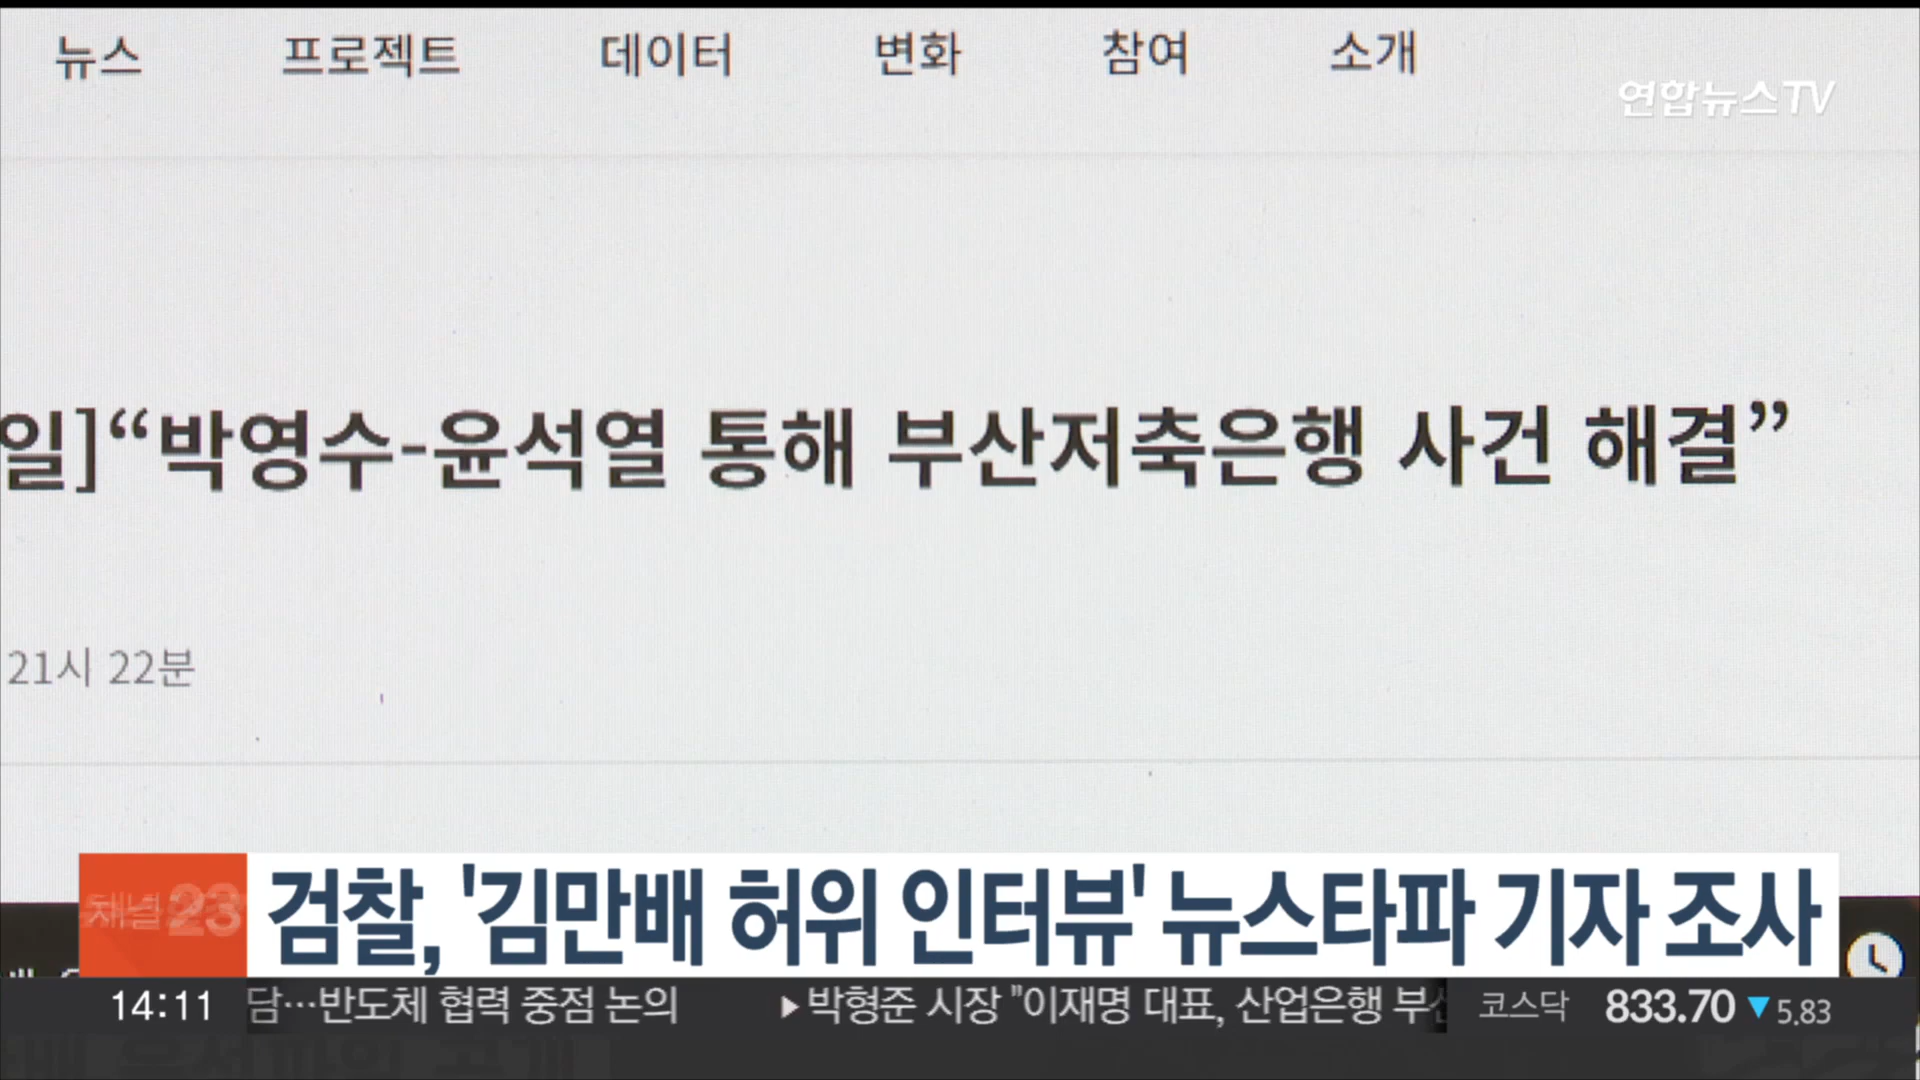 뉴스 프로젝트 데이터 변화 참여 소개
연합뉴스TV
일]“박영수-윤석열 통해 부산저축은행 사건 해결”
21시 22분
채널 23
검찰, '김만배 허위 인터뷰' 뉴스타파 기자 조사
14:11 담…반도체 협력 중점 논의 ▶박형준 시장 "이재명 대표, 산업은행 부 코스닥 833.70 ▼5.83